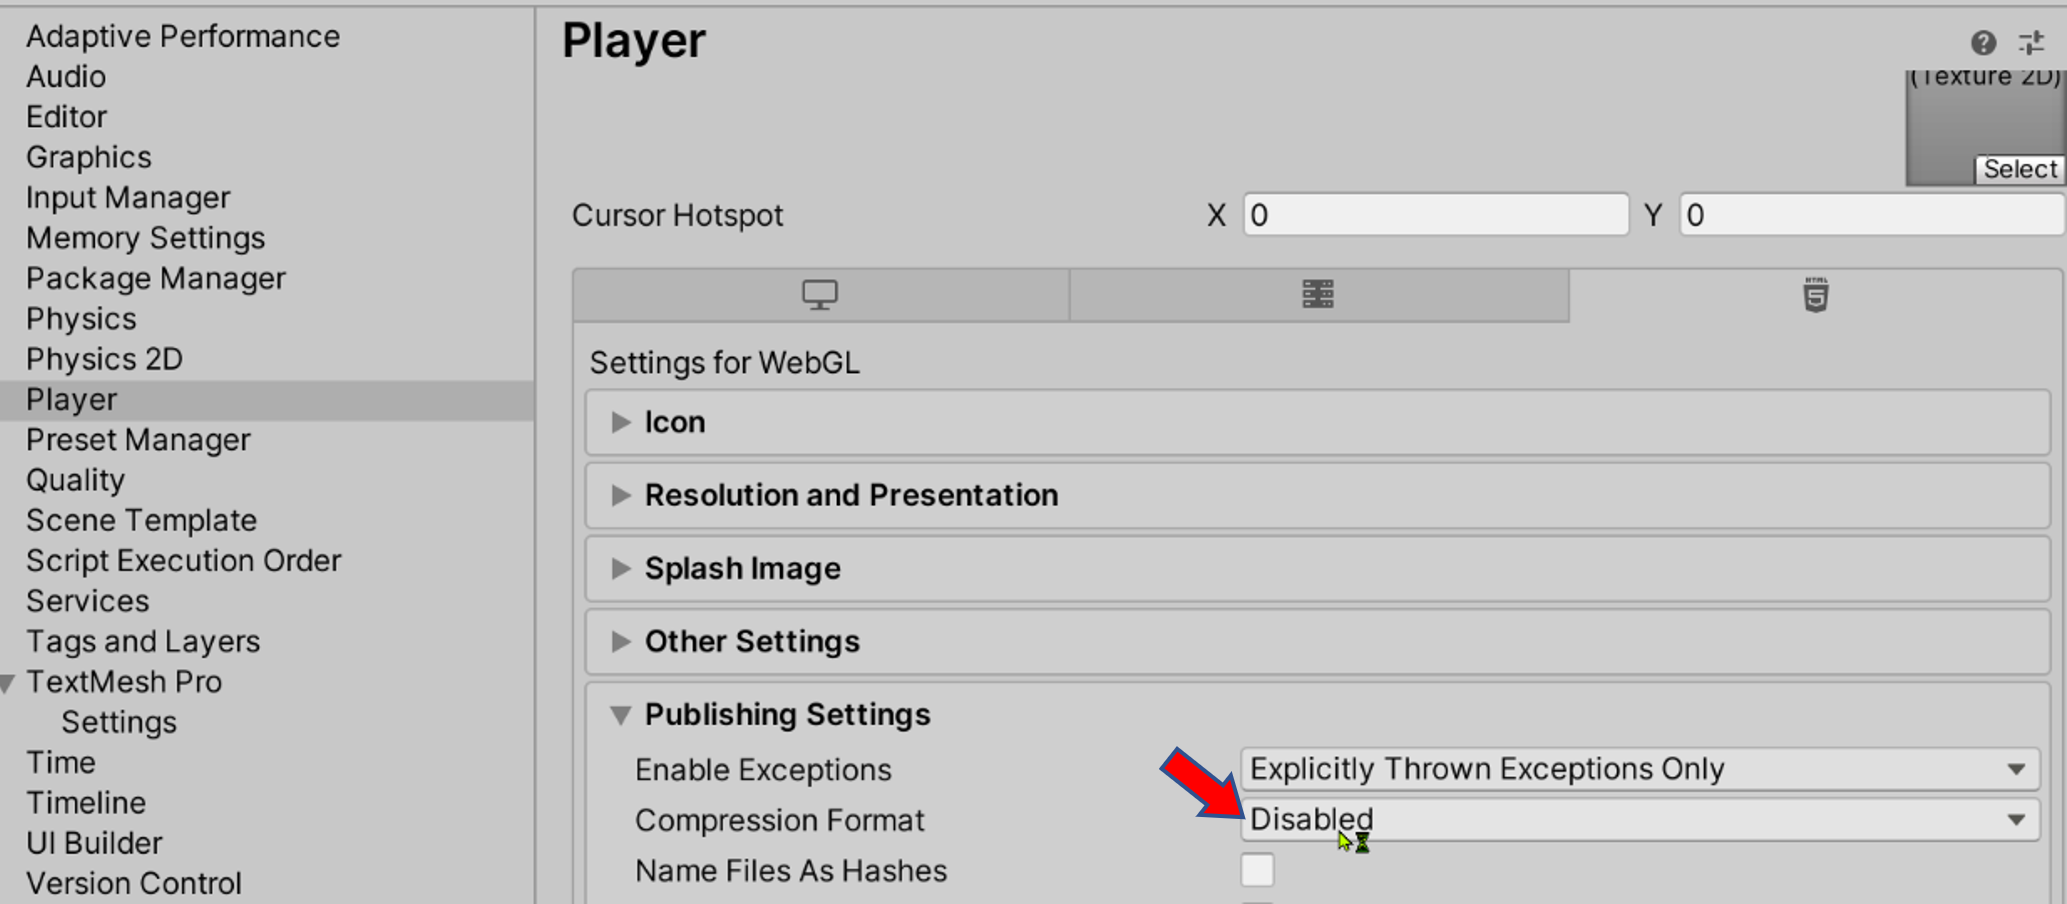 Adaptive Performance
Audio
Editor
Graphics
Input Manager
Memory Settings
Package Manager
Physics
Physics 2D
Player
Preset Manager
Quality
Scene Template
Script Execution Order
Services
Tags and Layers
TextMesh Pro
Settings
Time
Timeline
UI Builder
Version Control
Player
(Texture 2D)
Select
Cursor Hotspot X 0 Y 0
HTML 5
Settings for WebGL
Icon
Resolution and Presentation
Splash Image
Other Settings
Publishing Settings
Enable Exceptions Explicitly Thrown Exceptions Only
Compression Format Disabled
Name Files As Hashes